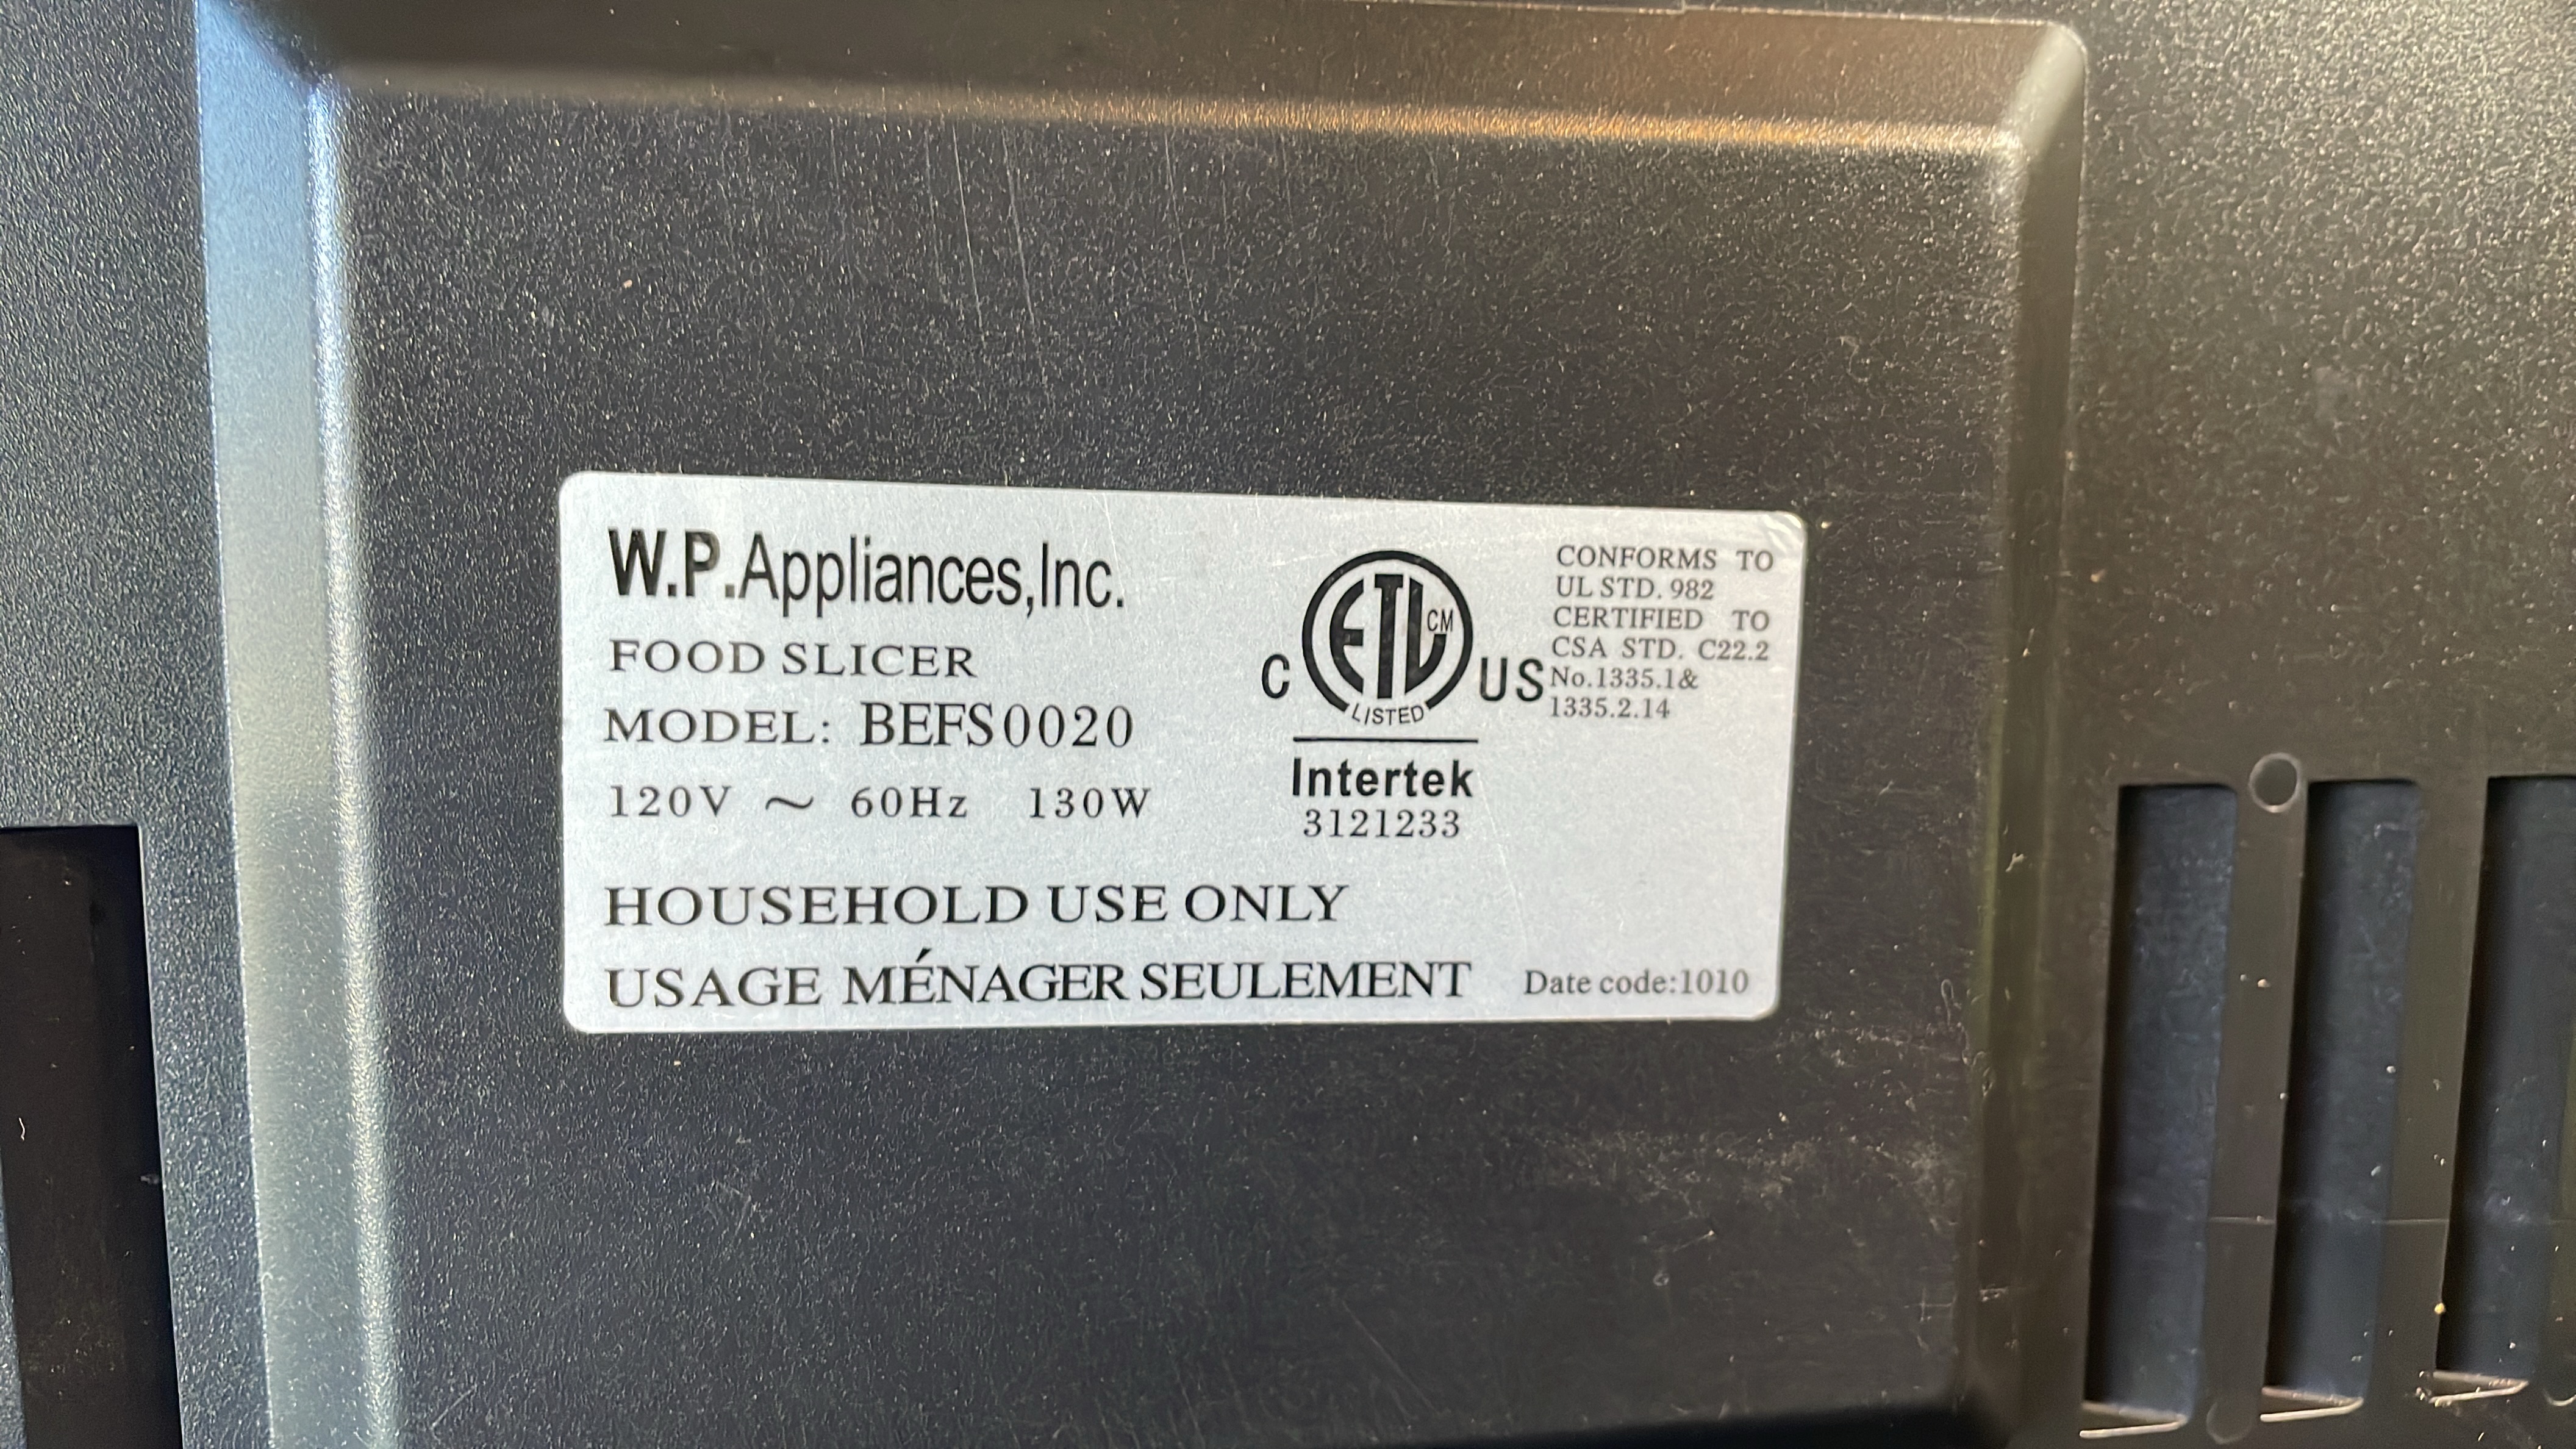 W.P.Appliances,Inc.
FOOD SLICER
MODEL: BEFS0020
120V ~ 60Hz 130W
HOUSEHOLD USE ONLY
USAGE MÉNAGER SEULEMENT
C ETL CM US
LISTED
Intertek
3121233
CONFORMS TO
UL STD. 982
CERTIFIED TO
CSA STD. C22.2
No.1335.1&
1335.2.14
Date code:1010